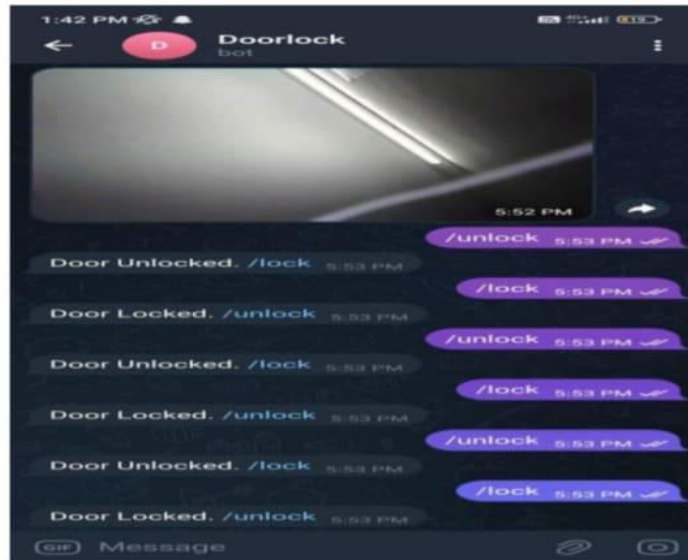 1:42 PM
D
Doorlock
bot
5:52 PM
/unlock 5:53 PM
Door Unlocked. /lock 5:53 PM
/lock 5:53 PM
Door Locked. /unlock 5:53 PM
/unlock 5:53 PM
Door Unlocked. /lock 5:53 PM
/lock 5:53 PM
Door Locked. /unlock 5:53 PM
/unlock 5:53 PM
Door Unlocked. /lock 5:53 PM
/lock 5:53 PM
Door Locked. /unlock 5:53 PM
GIF Message